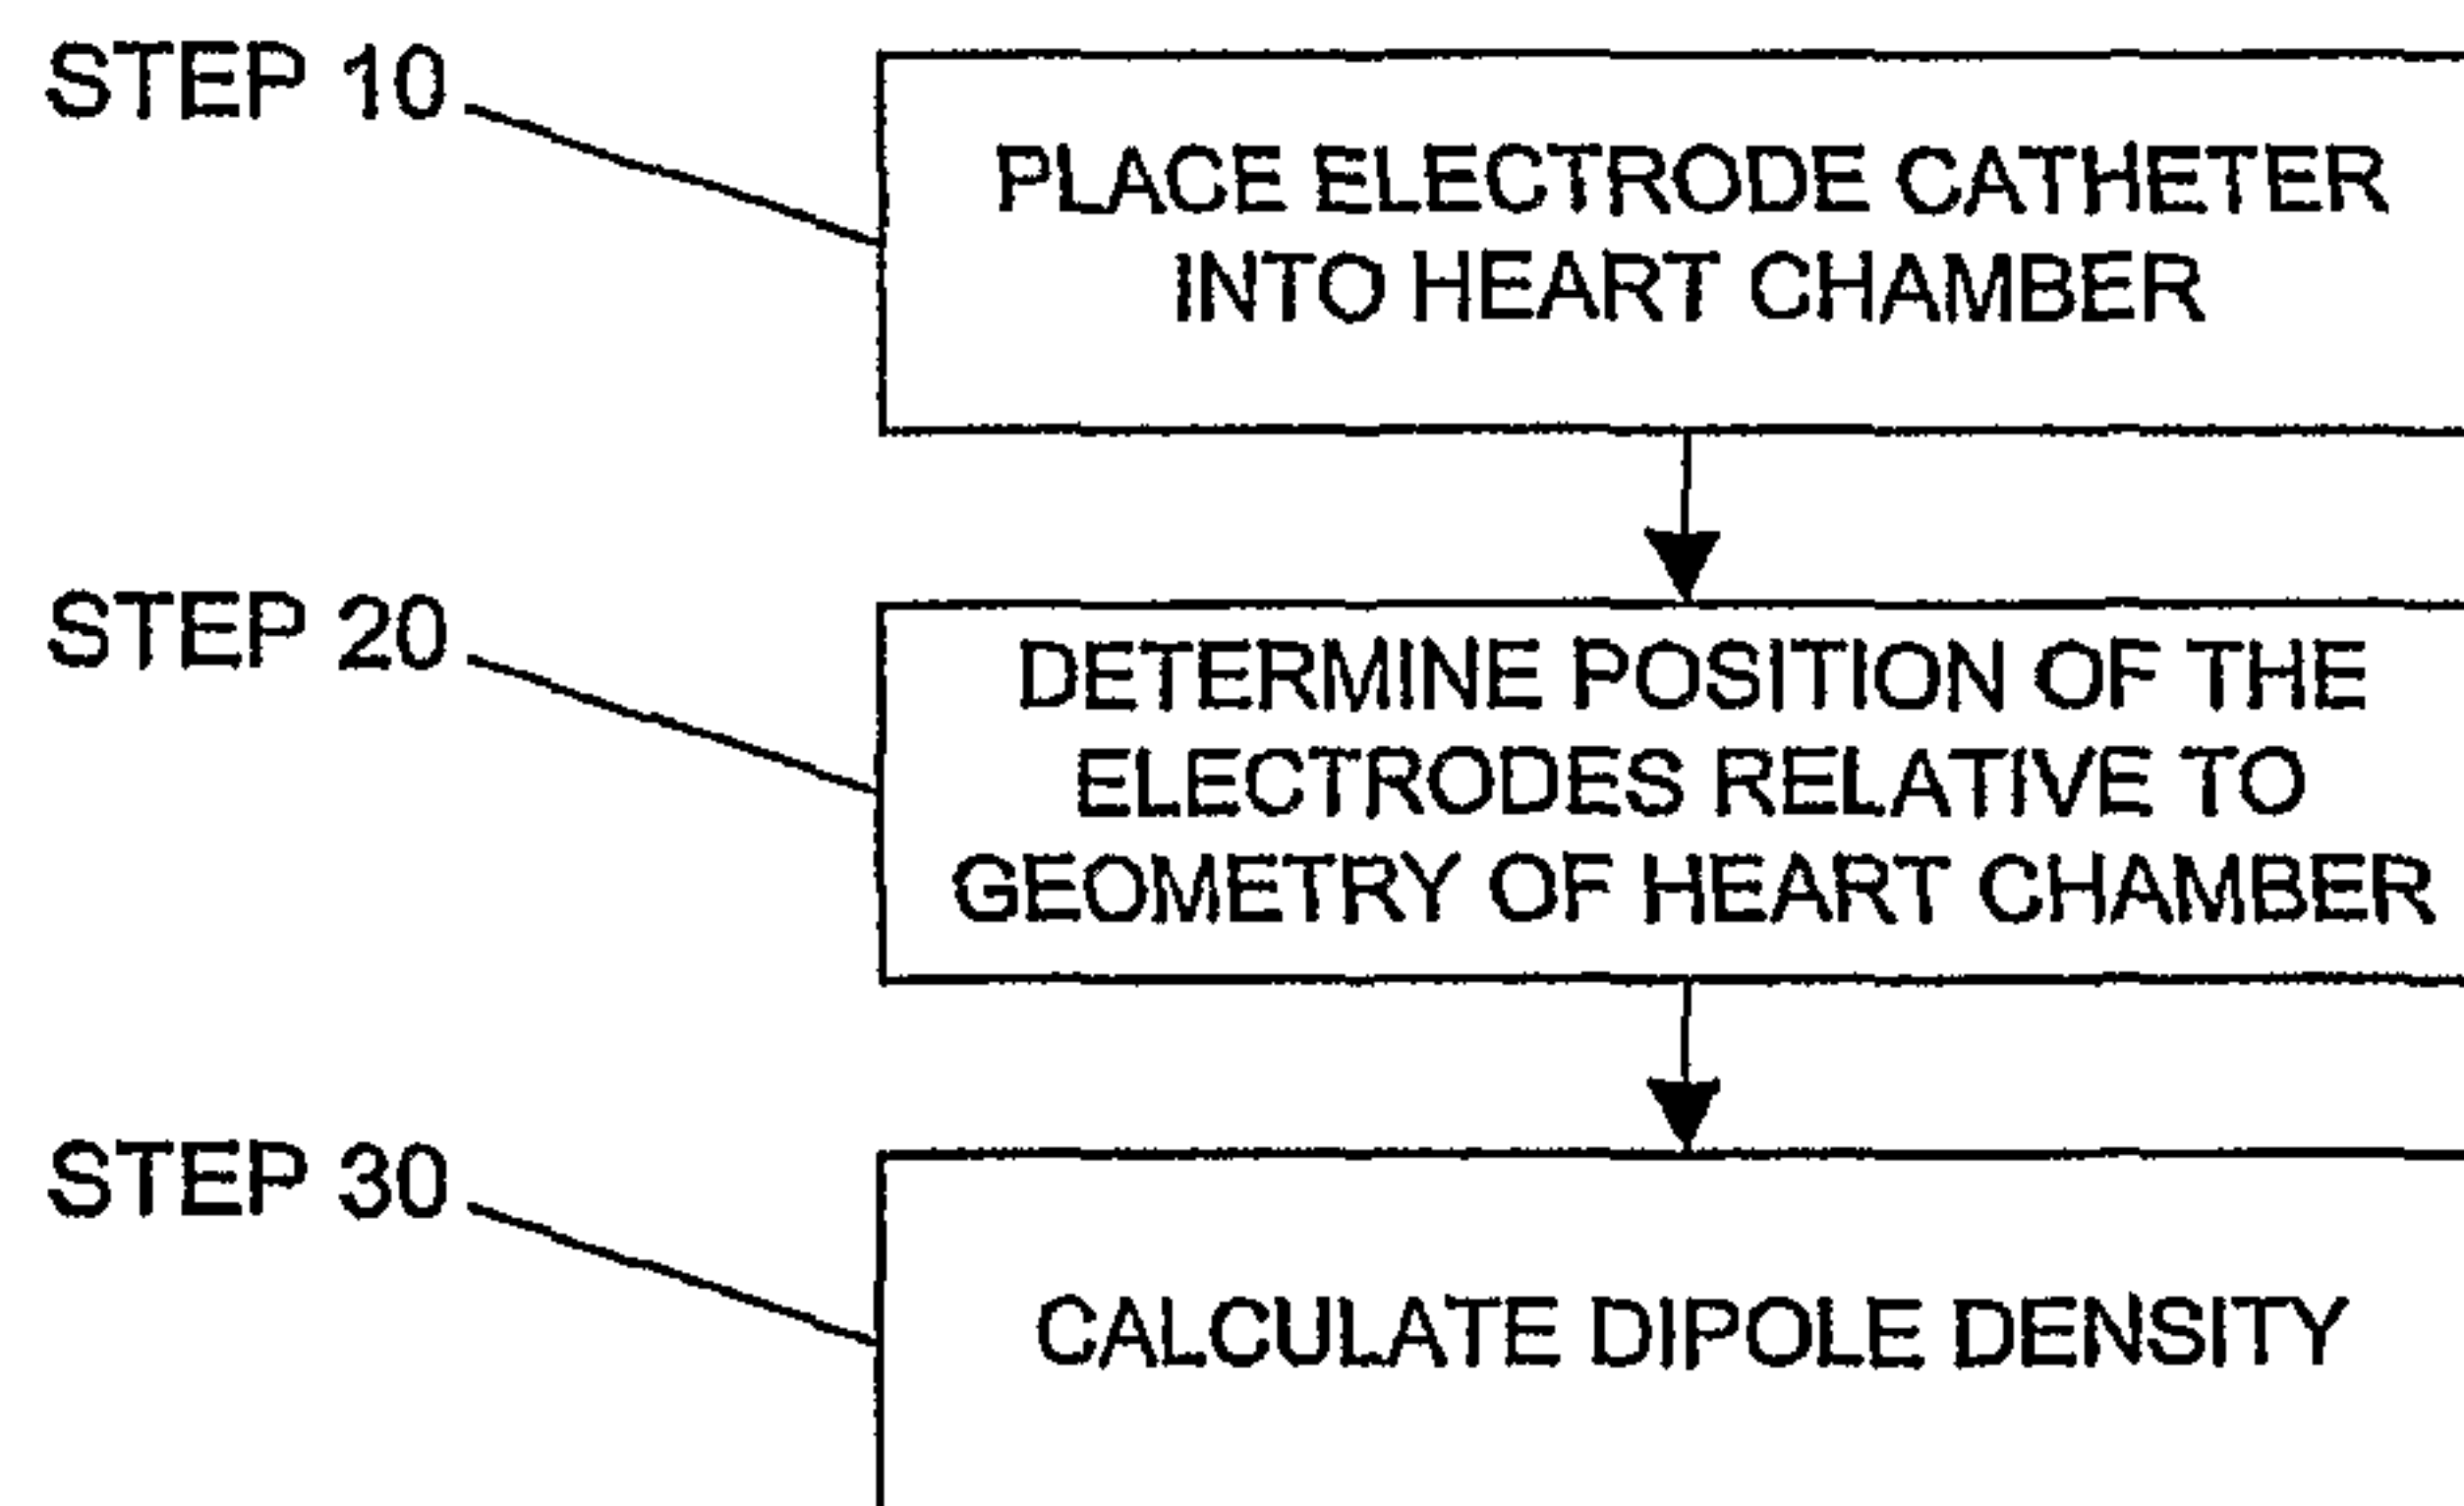 STEP 10
PLACE ELECTRODE CATHETER
INTO HEART CHAMBER
STEP 20
DETERMINE POSITION OF THE
ELECTRODES RELATIVE TO
GEOMETRY OF HEART CHAMBER
STEP 30
CALCULATE DIPOLE DENSITY